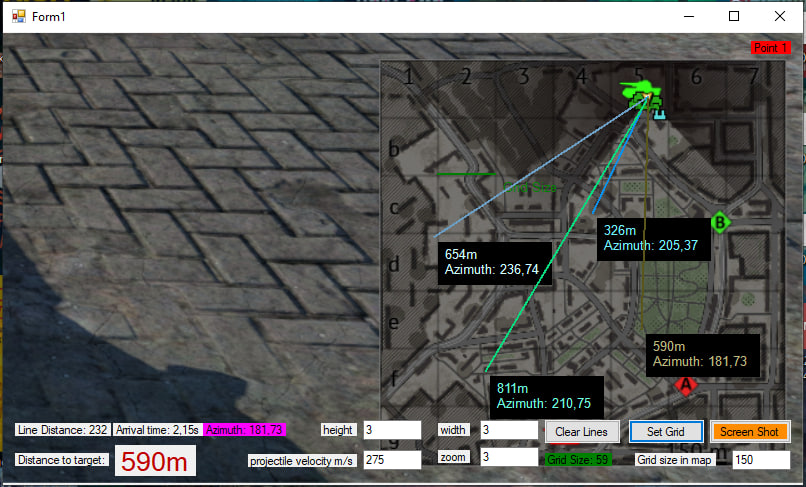 Form1
Point 1
1 2 3 5 6 7
b
c
B
326m
Azimuth: 205,37
654m
Azimuth: 236,74
d
e
590m
Azimuth: 181,73
f
A
811m
Azimuth: 210,75
Line Distance: 232 Arrival time: 2,15s Azimuth: 181,73 height 3 width 3 Clear Lines Set Grid Screen Shot
g
Distance to target: 590m projectile velocity m/s 275 zoom 3 Grid Size: 59 Grid size in map 150